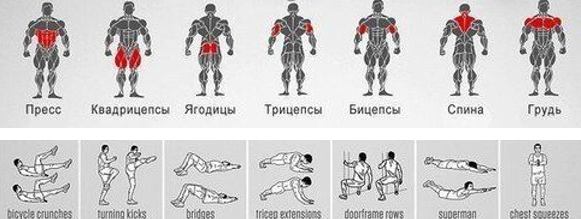 Пресс Квадрицепсы Ягодицы Трицепсы Бицепсы Спина Грудь
bicycle crunches turning kicks bridges tricep extensions doorframe rows superman chest squeezes